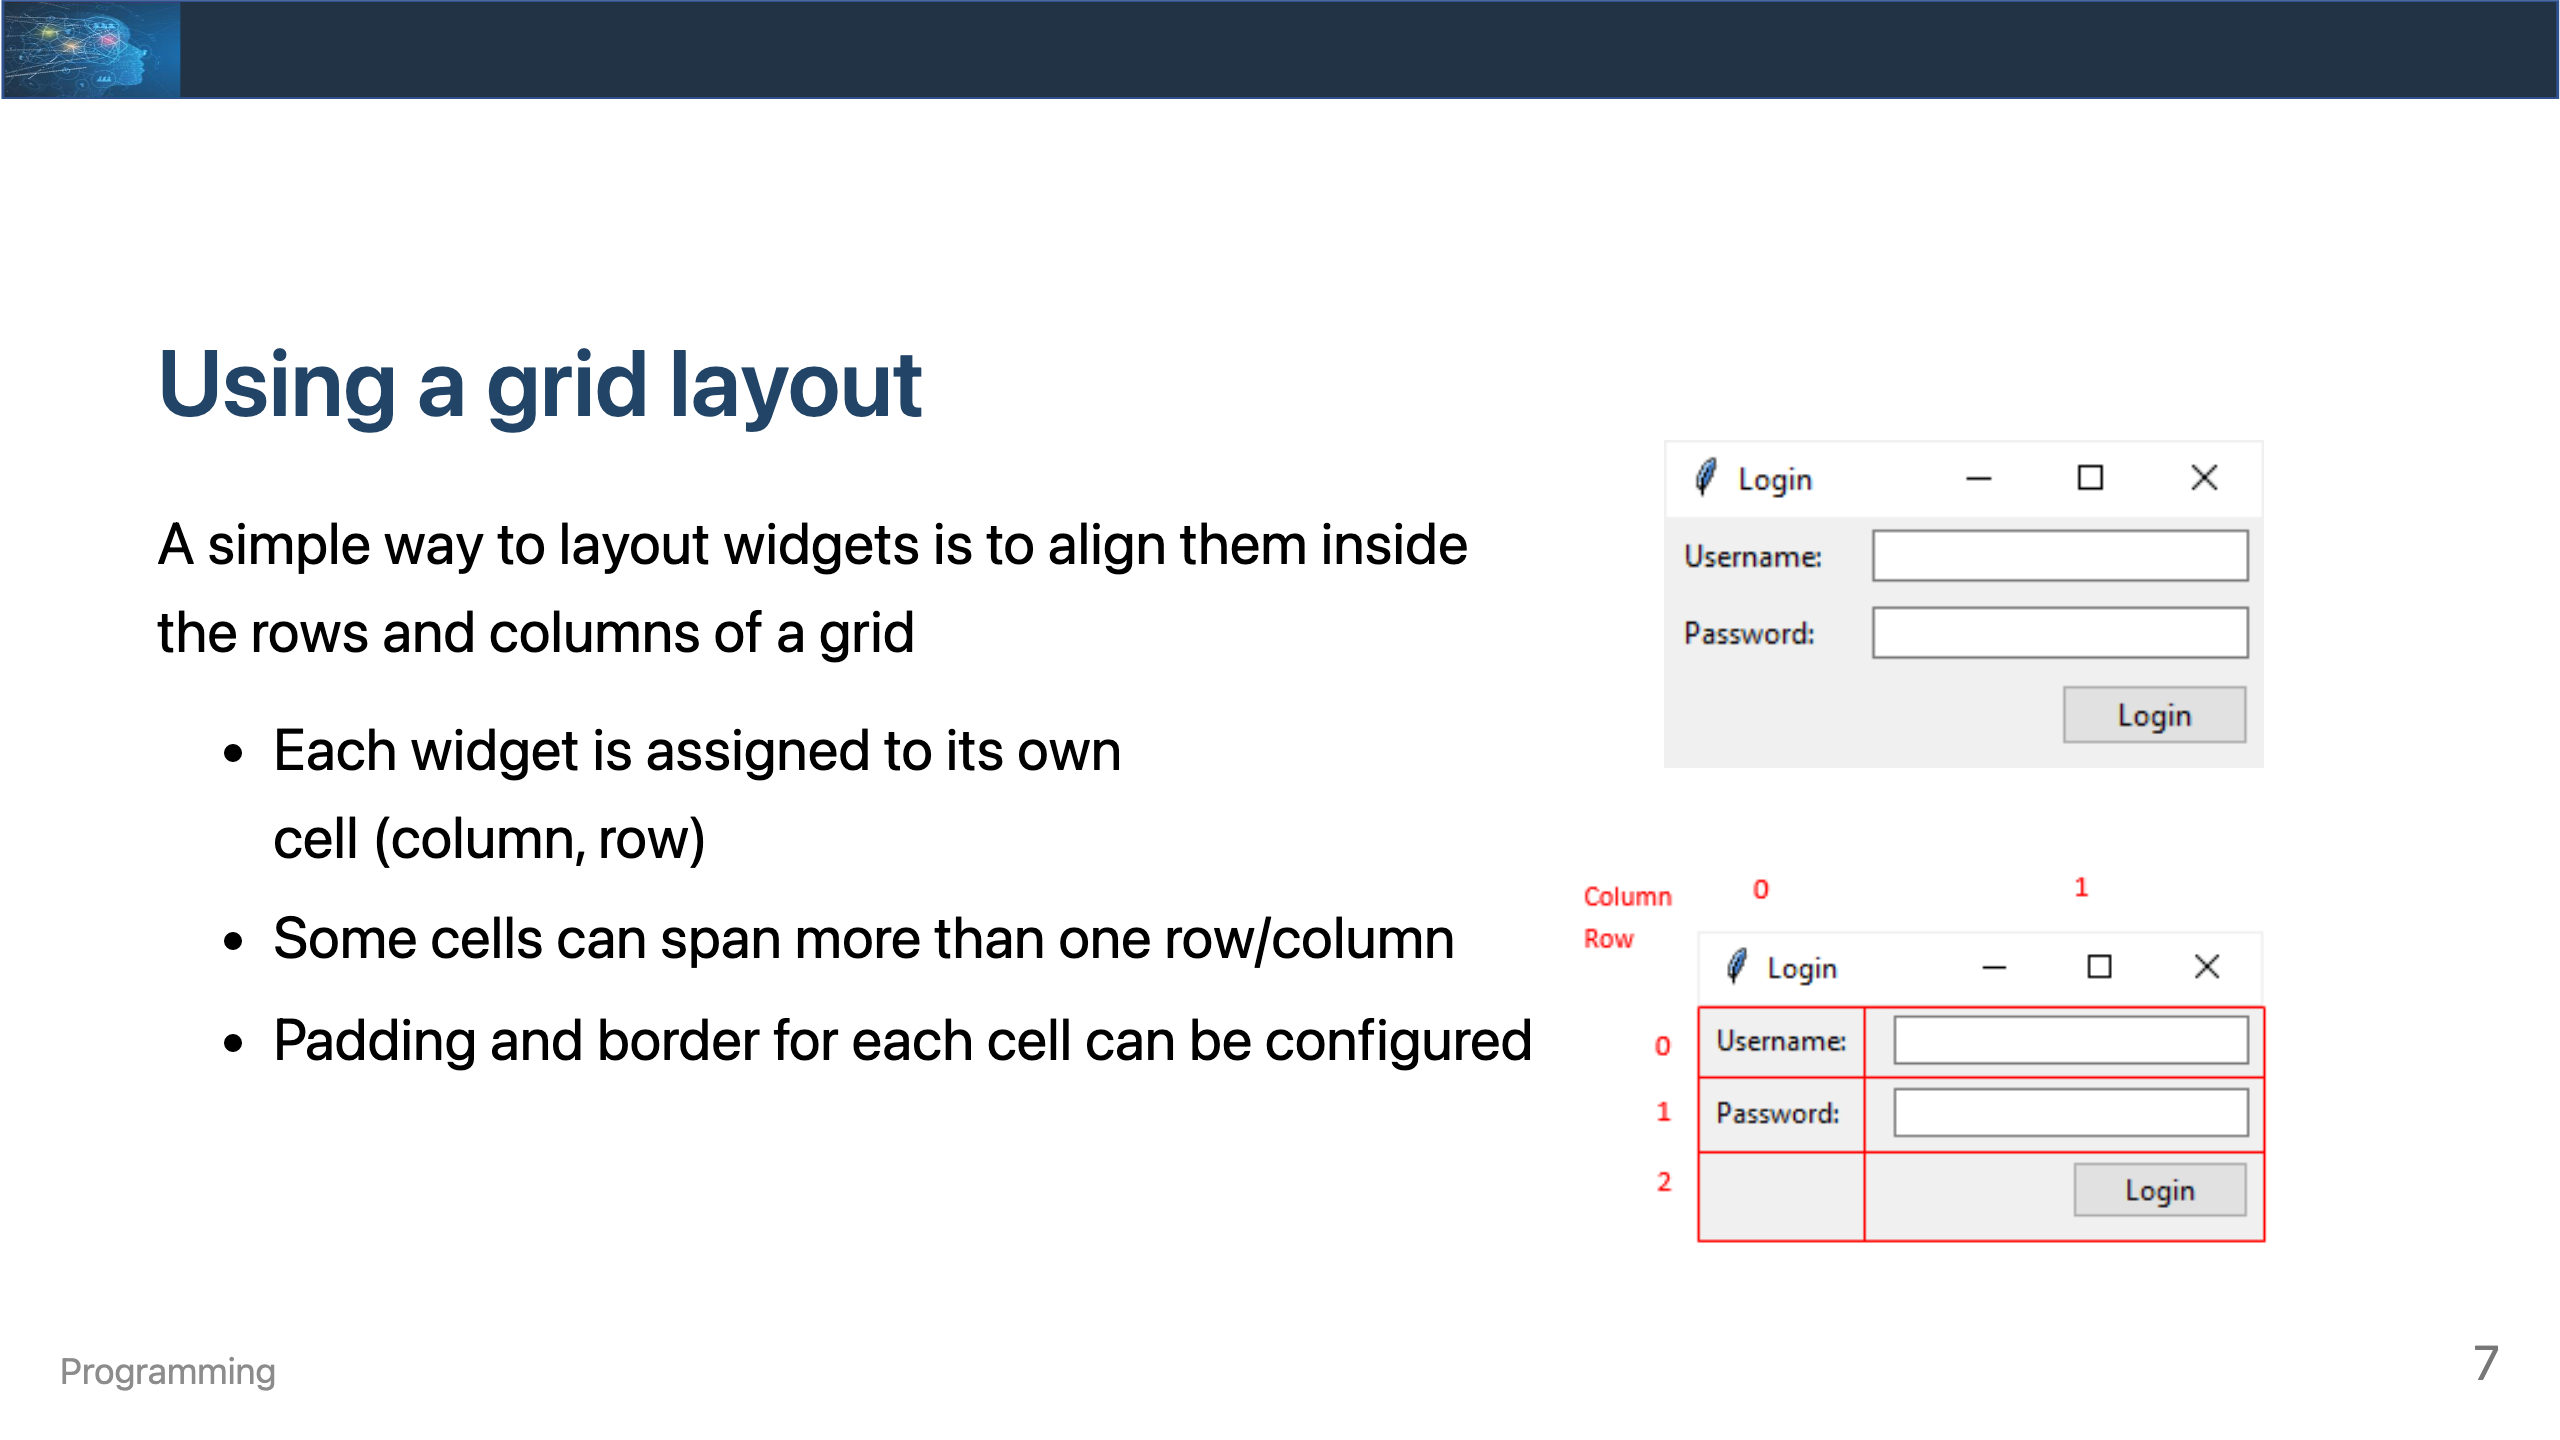 Using a grid layout
A simple way to layout widgets is to align them inside
the rows and columns of a grid
• Each widget is assigned to its own
cell (column, row)
• Some cells can span more than one row/column
• Padding and border for each cell can be configured
Login
Username:
Password:
Login
Column 0 1
Row
Login
0 Username:
1 Password:
2 Login
Programming
7